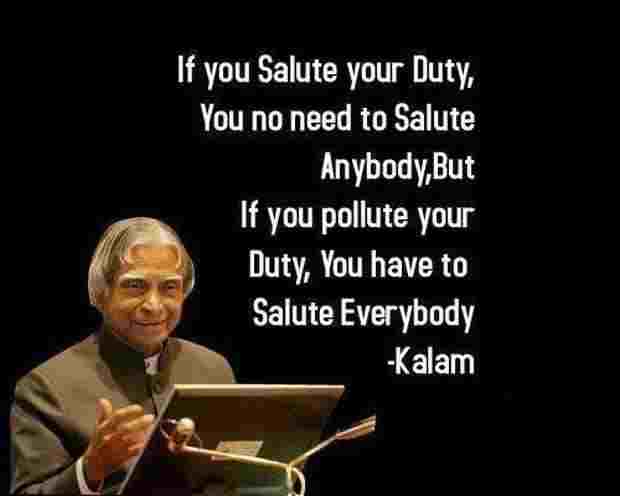 If you Salute your Duty,
You no need to Salute
Anybody,But
If you pollute your
Duty, You have to
Salute Everybody
-Kalam